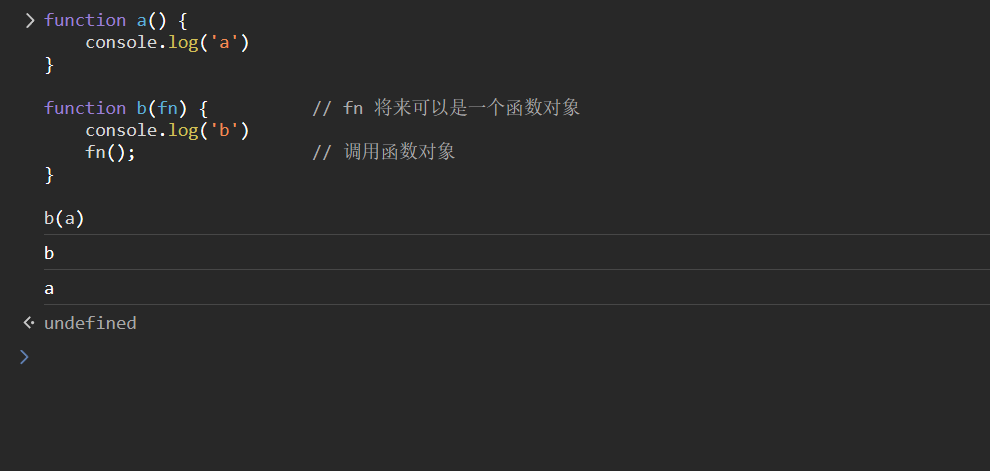 function a() {
    console.log('a')
}
function b(fn) {          // fn 将来可以是一个函数对象
    console.log('b')
    fn();                 // 调用函数对象
}
b(a)
b
a
undefined